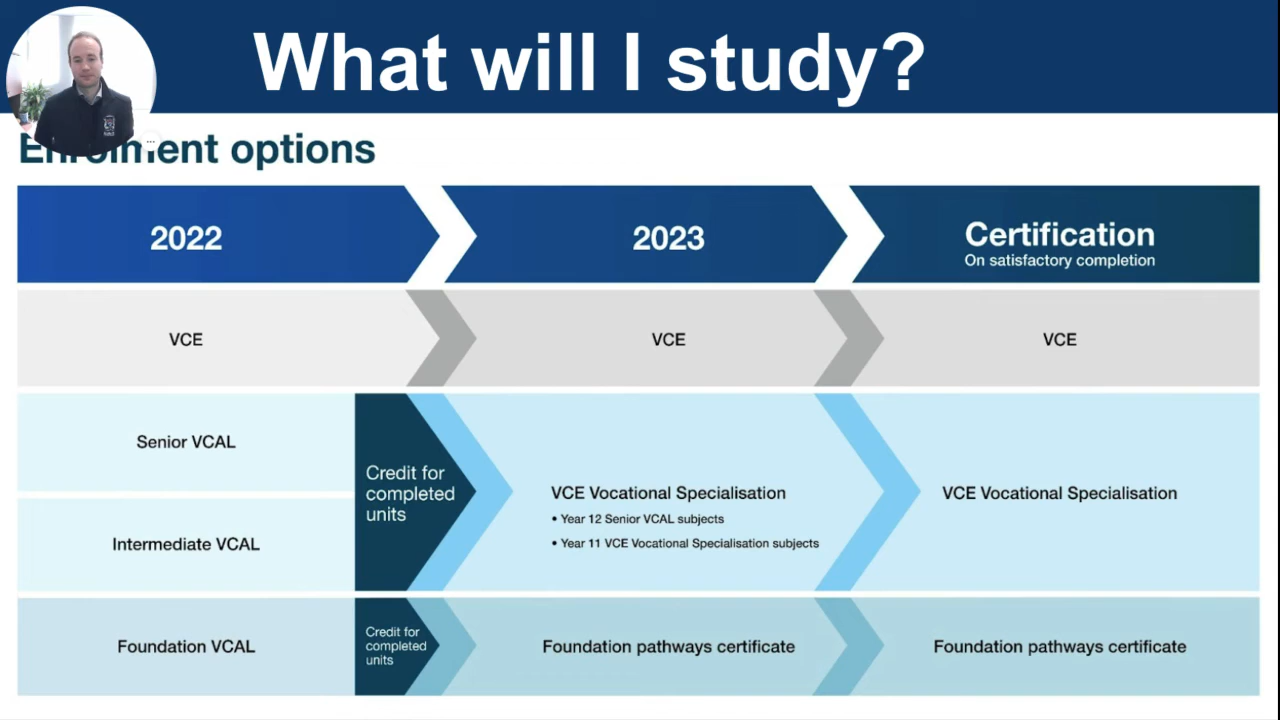 What will I study?
Enrolment options
2022
2023
Certification
On satisfactory completion
VCE
VCE
VCE
Senior VCAL
Intermediate VCAL
Credit for
completed
units
VCE Vocational Specialisation
• Year 12 Senior VCAL subjects
• Year 11 VCE Vocational Specialisation subjects
VCE Vocational Specialisation
Foundation VCAL
Credit for
completed
units
Foundation pathways certificate
Foundation pathways certificate